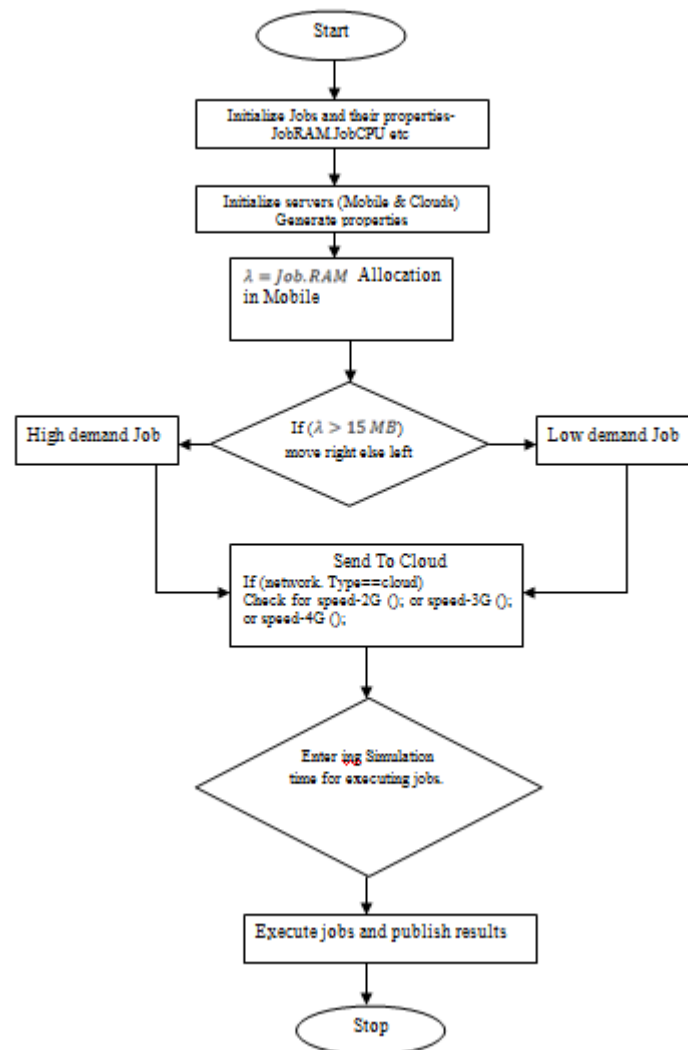 Start
Initialize Jobs and their properties-
JobRAM.JobCPU etc
Initialize servers (Mobile & Clouds)
Generate properties
λ = Job.RAM Allocation
in Mobile
If (λ > 15 MB)
move right else left
High demand Job
Low demand Job
Send To Cloud
If (network. Type==cloud)
Check for speed-2G (); or speed-3G ();
or speed-4G ();
Enter ing Simulation
time for executing jobs.
Execute jobs and publish results
Stop